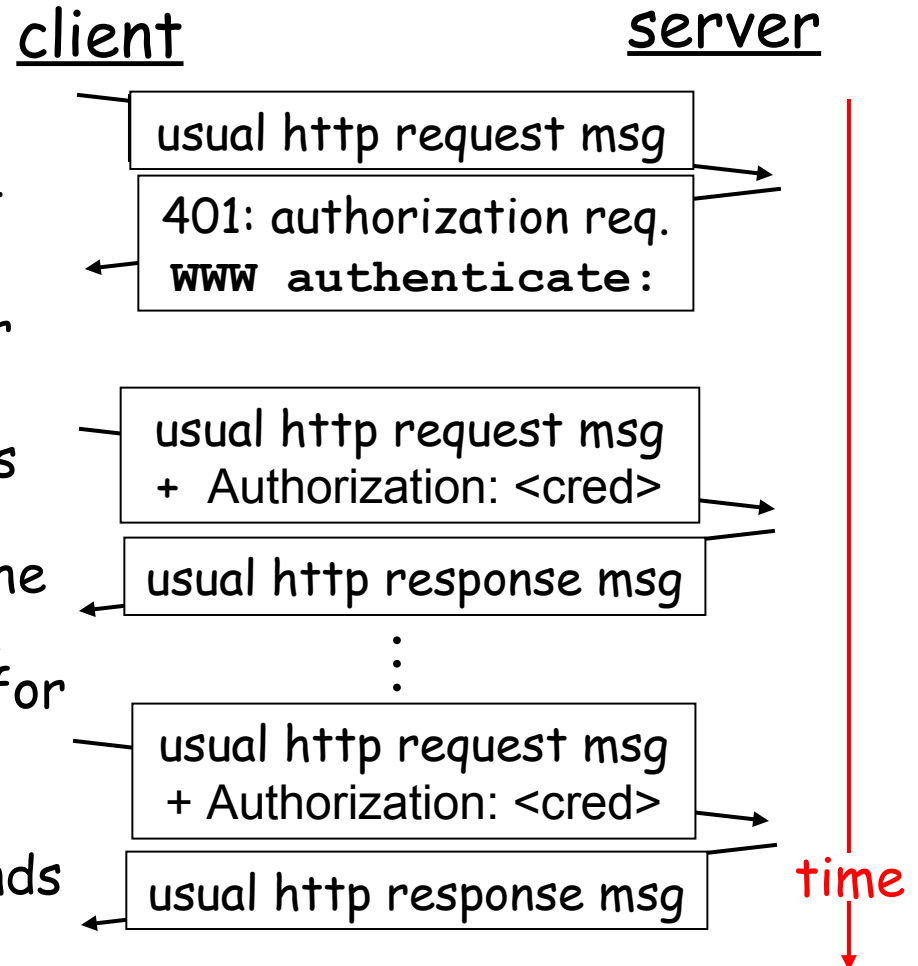 client server
usual http request msg
401: authorization req.
WWW authenticate:
usual http request msg
+ Authorization: <cred>
usual http response msg
for
usual http request msg
+ Authorization: <cred>
usual http response msg
time